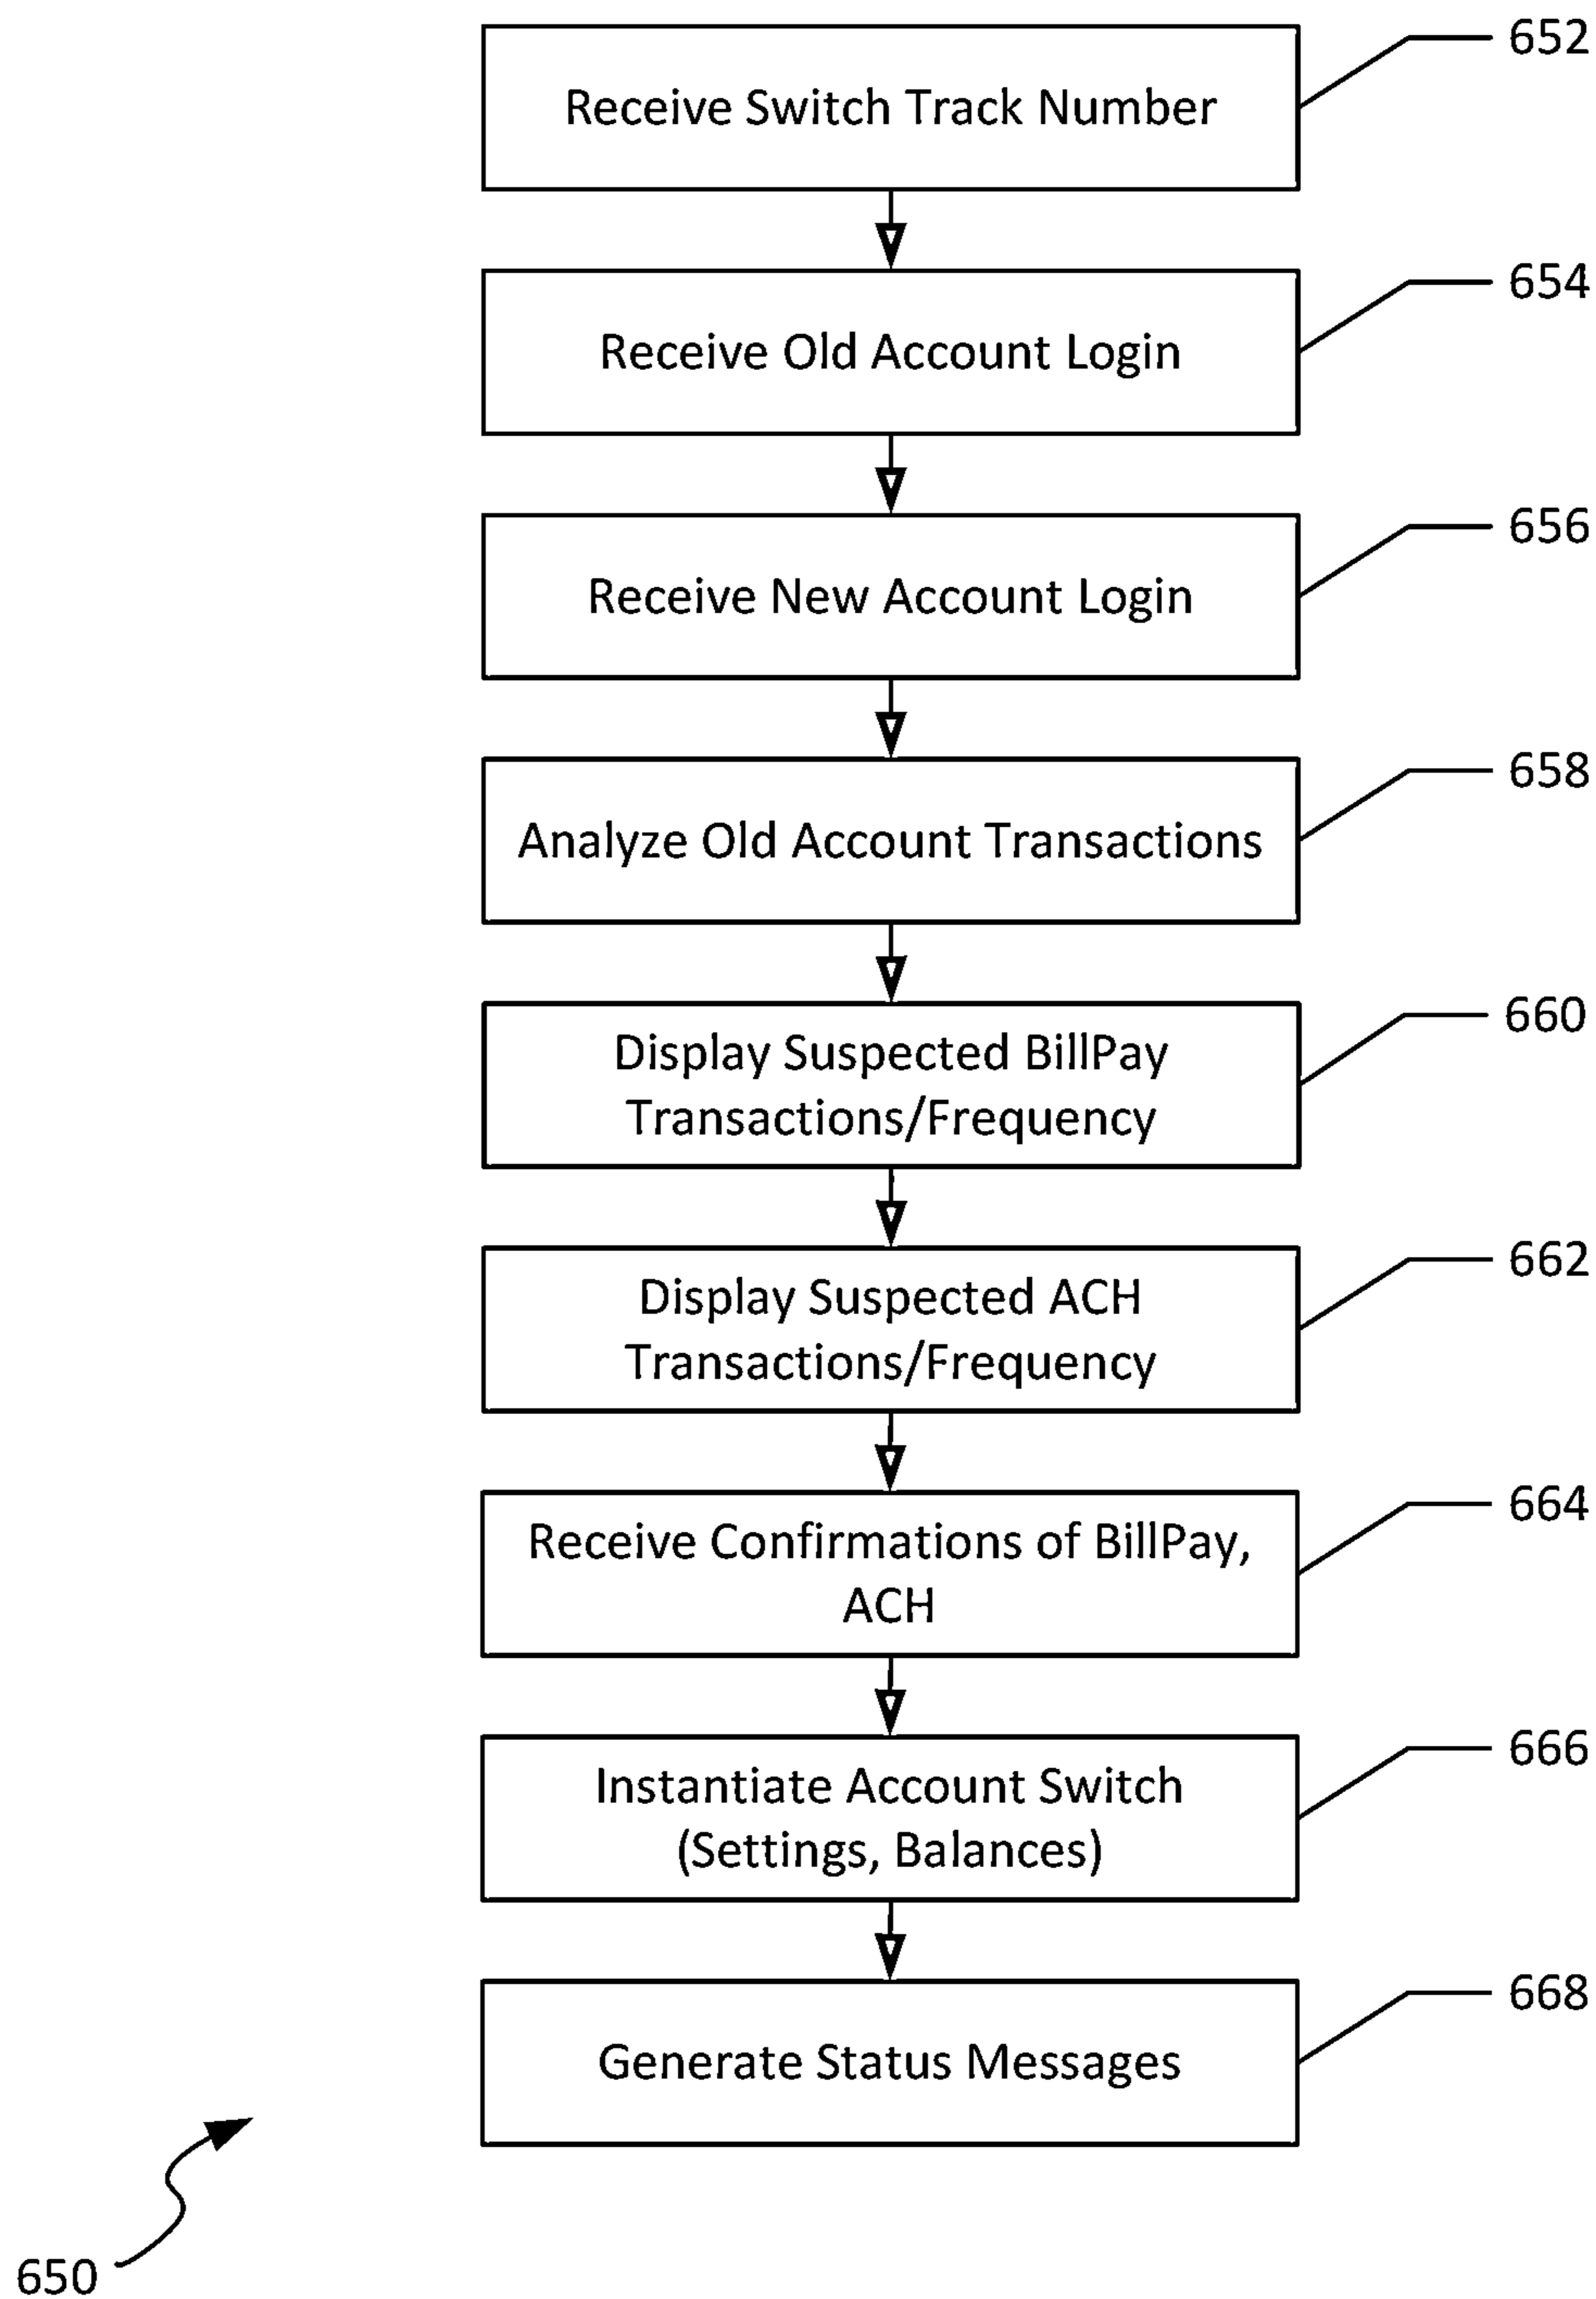 652
Receive Switch Track Number
654
Receive Old Account Login
656
Receive New Account Login
658
Analyze Old Account Transactions
660
Display Suspected BillPay
Transactions/Frequency
662
Display Suspected ACH
Transactions/Frequency
664
Receive Confirmations of BillPay,
ACH
666
Instantiate Account Switch
(Settings, Balances)
668
Generate Status Messages
650